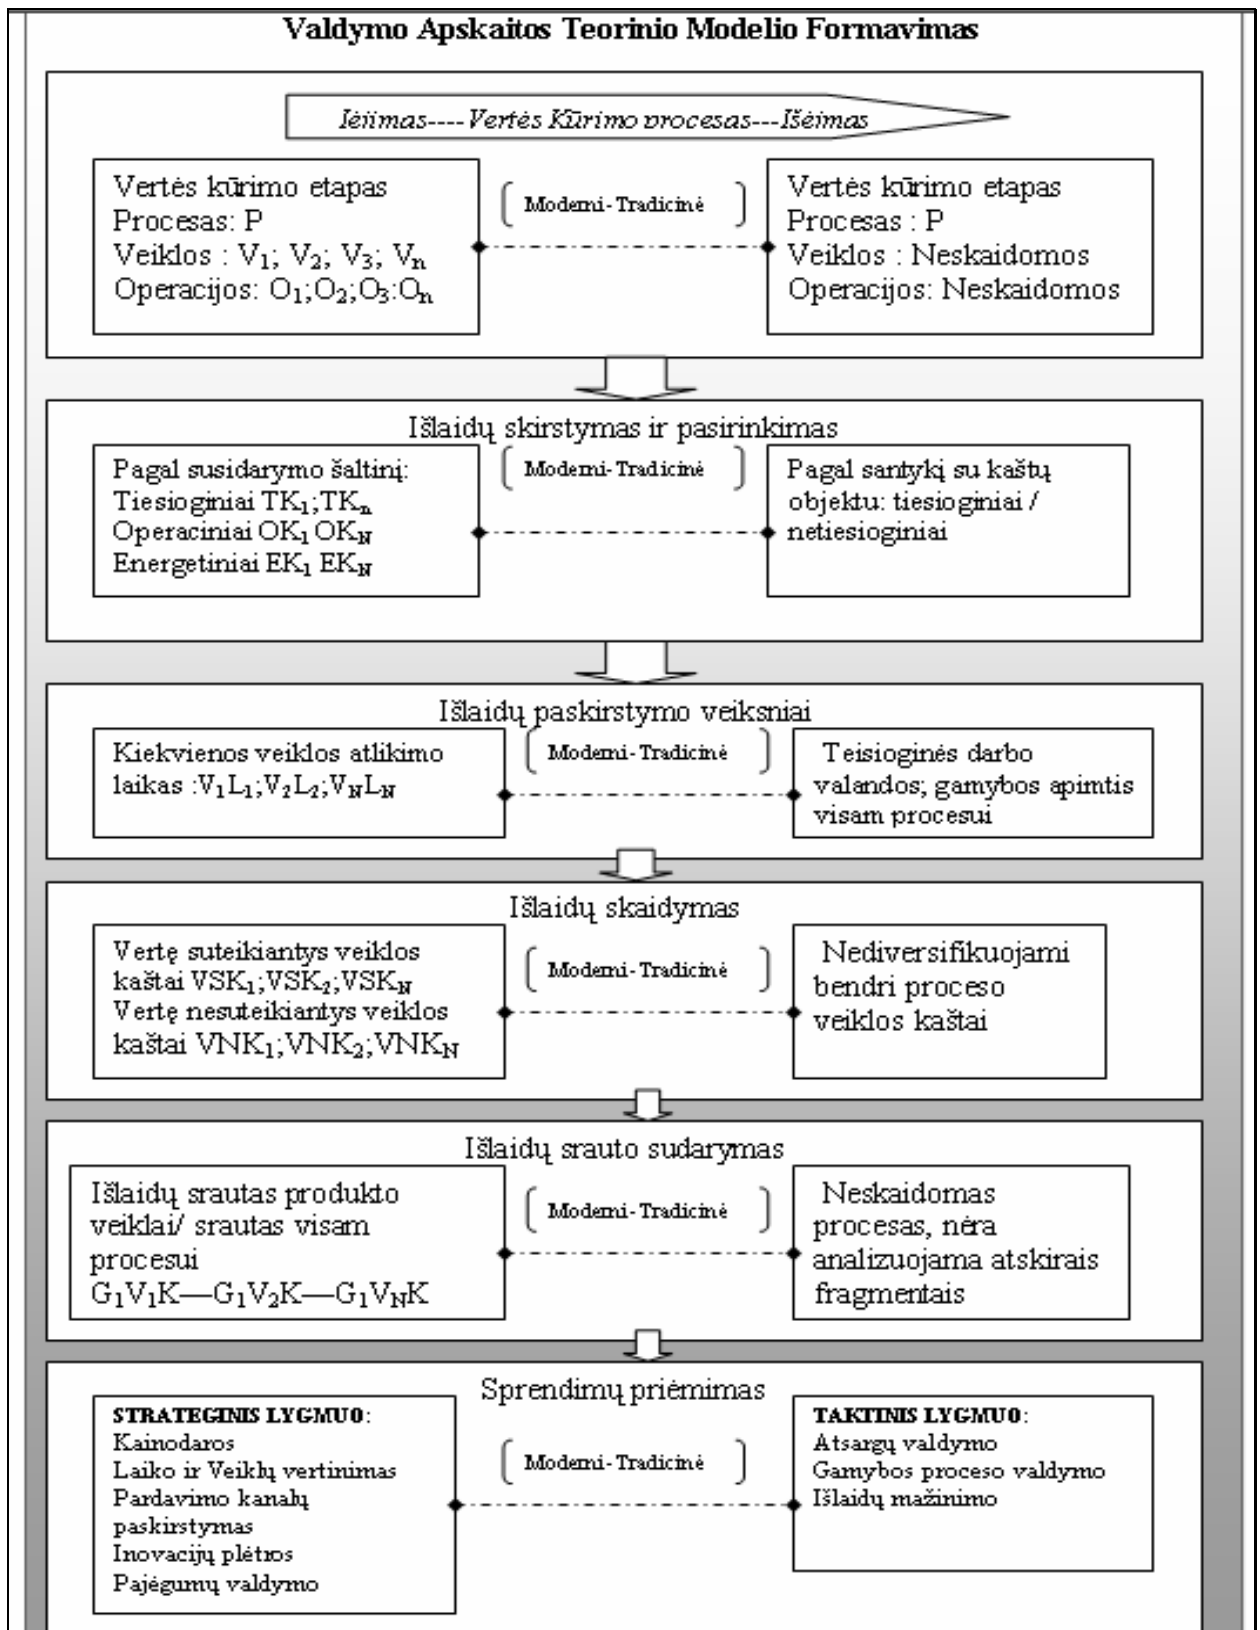 Valdymo Apskaitos Teorinio Modelio Formavimas
Iėjimas----Vertės Kūrimo procesas---Išėimas
Vertės kūrimo etapas
Procesas: P
Veiklos : V₁; V₂; V₃; Vₙ
Operacijos: O₁;O₂,O₃:Oₙ
Moderni-Tradicinė
Vertės kūrimo etapas
Procesas : P
Veiklos : Neskaidomos
Operacijos: Neskaidomos
Išlaidų skirstymas ir pasirinkimas
Pagal susidarymo šaltinį:
Tiesioginiai TK₁;TKₙ
Operaciniai OK₁ OK_N
Energetiniai EK₁ EK_N
Moderni-Tradicinė
Pagal santykį su kaštų
objektu: tiesioginiai /
netiesioginiai
Išlaidų paskirstymo veiksniai
Kiekvienos veiklos atlikimo
laikas :V₁L₁;V₂L₂;V_NL_N
Moderni-Tradicinė
Teisioginės darbo
valandos; gamybos apimtis
visam procesui
Išlaidų skaidymas
Vertę suteikiantys veiklos
kaštai VSK₁;VSK₂;VSK_N
Vertę nesuteikiantys veiklos
kaštai VNK₁;VNK₂;VNK_N
Moderni-Tradicinė
Nediversifikuojami
bendri proceso
veiklos kaštai
Išlaidų srauto sudarymas
Išlaidų srautas produkto
veiklai/ srautas visam
procesui
G₁V₁K—G₁V₂K—G₁V_NK
Moderni-Tradicinė
Neskaidomas
procesas, nėra
analizuojama atskirais
fragmentais
Sprendimų priėmimas
STRATEGINIS LYGMUO:
Kainodaros
Laiko ir Veiklų vertinimas
Pardavimo kanalų
paskirstymas
Inovacijų plėtros
Pajėgumų valdymo
Moderni-Tradicinė
TAKTINIS LYGMUO:
Atsargų valdymo
Gamybos proceso valdymo
Išlaidų mažinimo